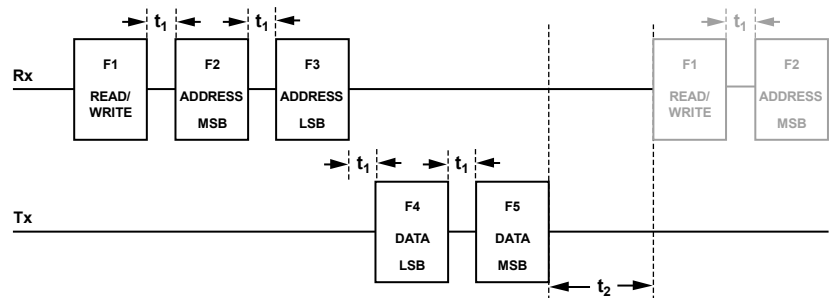 t1
t1
t1
F1
READ/
WRITE
F2
ADDRESS
MSB
F3
ADDRESS
LSB
F1
READ/
WRITE
F2
ADDRESS
MSB
Rx
t1
t1
F4
DATA
LSB
F5
DATA
MSB
Tx
t2